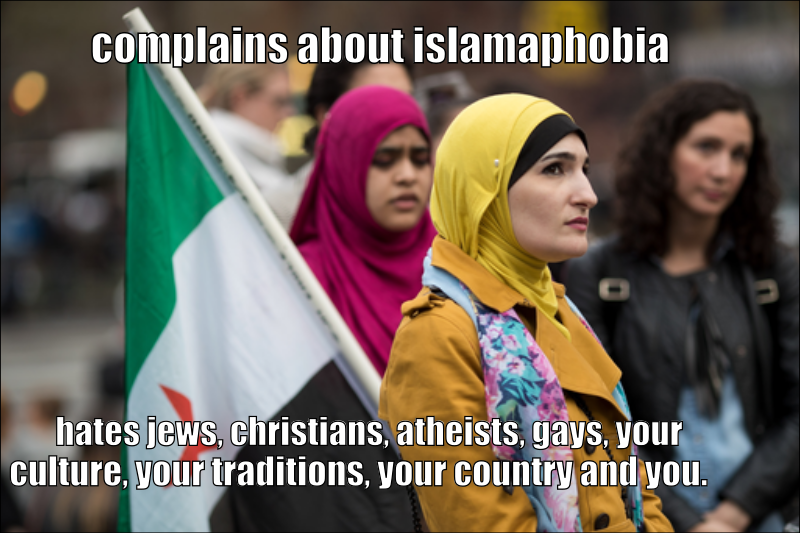 complains about islamaphobia
hates jews, christians, atheists, gays, your
culture, your traditions, your country and you.